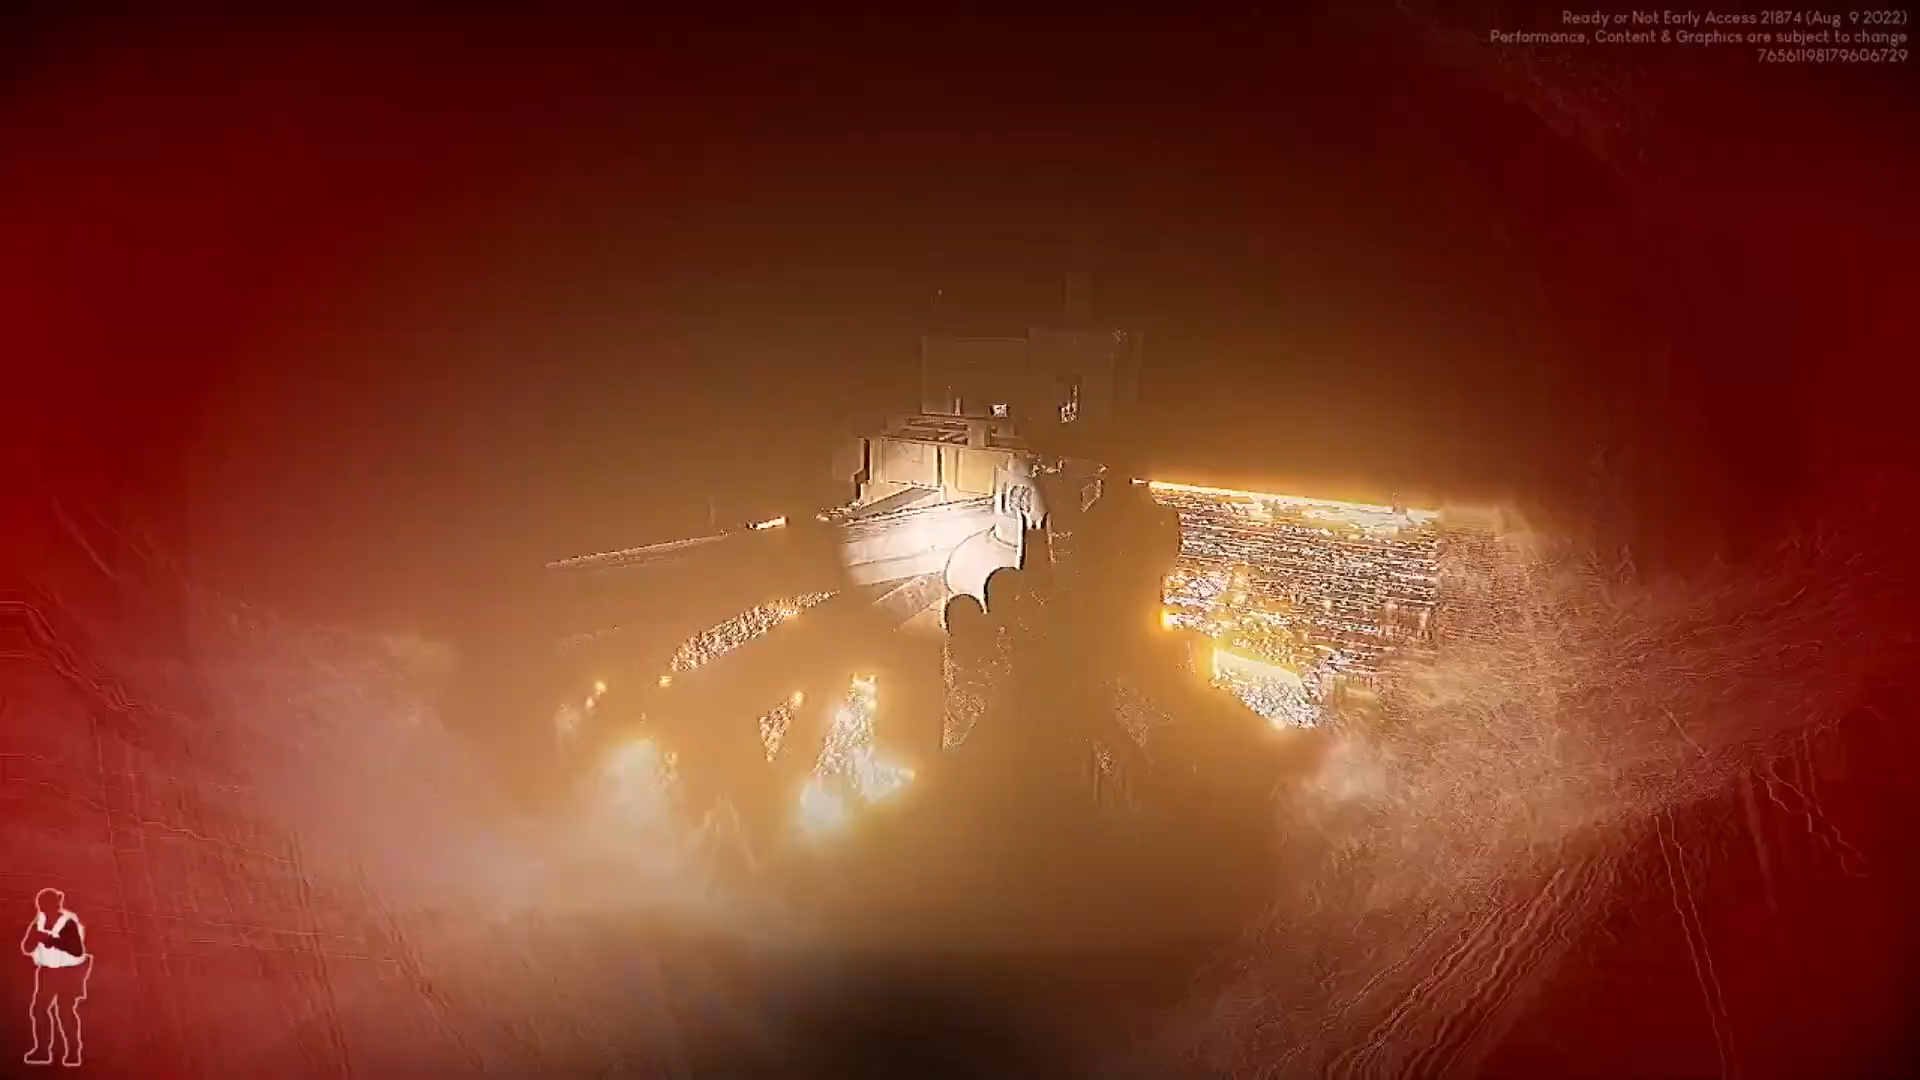 Ready or Not Early Access 21874 (Aug  9 2022)
Performance, Content & Graphics are subject to change
76561198179606729